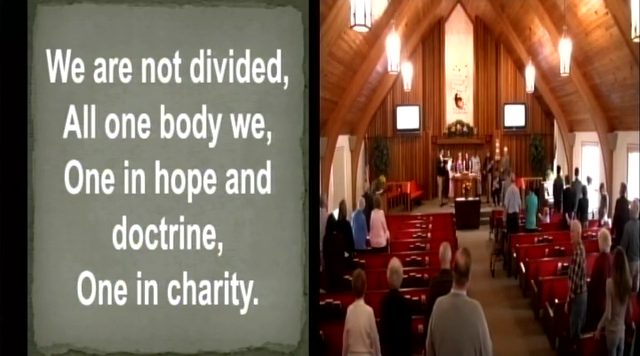 We are not divided,
All one body we,
One in hope and
doctrine,
One in charity.